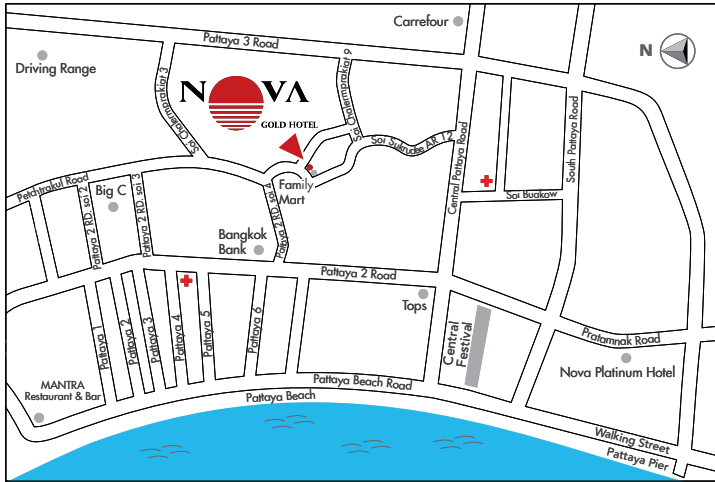 Carrefour
Pattaya 3 Road
N
Driving Range
Soi Chalermprakiat 3
NOVA
GOLD HOTEL
Soi Chalermprakiat 9
Soi Sukrudee AR 12
Central Pattaya Road
South Pattaya Road
Petchtrakul Road
Big C
Pattaya 2 RD. soi 2
Pattaya 2 RD. soi 3
Family
Mart
Pattaya 2 RD. soi 4
Soi Buakow
Bangkok
Bank
Pattaya 2 Road
Tops
Pattaya 1
Pattaya 2
Pattaya 3
Pattaya 4
Pattaya 5
Pattaya 6
Central
Festival
Pratamnak Road
Nova Platinum Hotel
MANTRA
Restaurant & Bar
Pattaya Beach Road
Pattaya Beach
Walking Street
Pattaya Pier